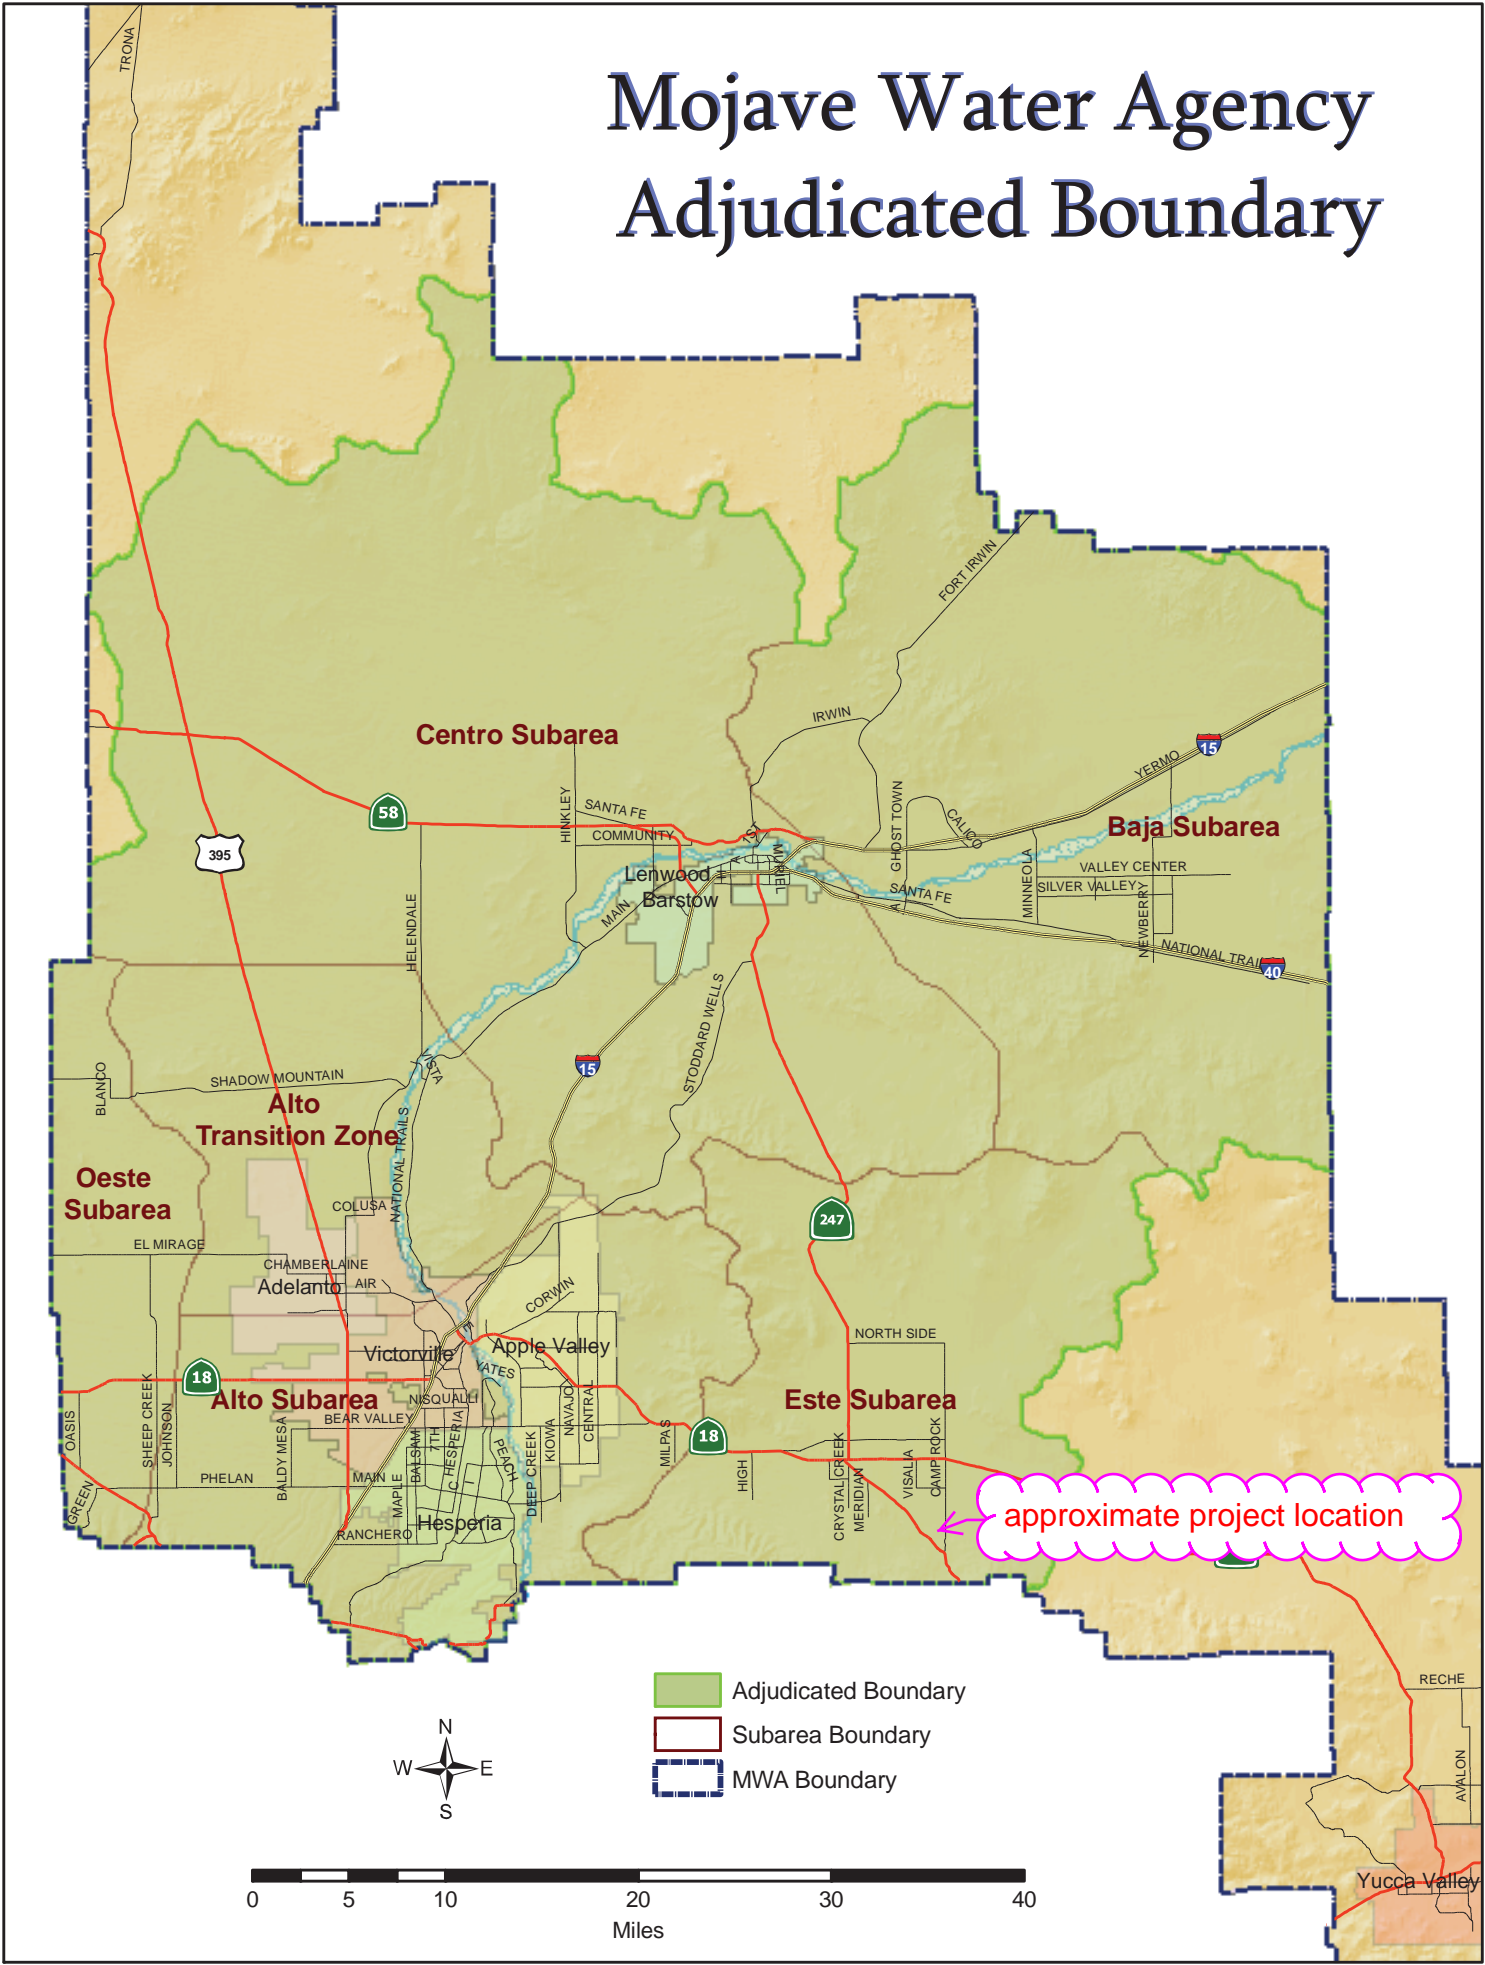 Mojave Water Agency
Adjudicated Boundary
TRONA
FORT IRWIN
IRWIN
Centro Subarea
15
YERMO
58
HINKLEY
SANTA FE
COMMUNITY
1ST
A
H
MURIEL
GHOST TOWN
CALICO
Baja Subarea
395
Lenwood
Barstow
MAIN
SANTA FE
A
MINNEOLA
VALLEY CENTER
SILVER VALLEY
NEWBERRY
NATIONAL TRAI
40
HELENDALE
STODDARD WELLS
15
VISTA
BLANCO
SHADOW MOUNTAIN
Alto
Transition Zone
NATIONAL TRAILS
Oeste
Subarea
COLUSA
247
EL MIRAGE
CHAMBERLAINE
Adelanto
AIR
CORWIN
E
NORTH SIDE
Victorville
Apple Valley
YATES
18
Alto Subarea
NISQUALLI
BEAR VALLEY
Este Subarea
OASIS
SHEEP CREEK
JOHNSON
BALDY MESA
BALSAM
7TH
C
HESPERIA
I
PEACH
DEEP CREEK
KIOWA
NAVAJO
CENTRAL
MILPAS
18
HIGH
CRYSTAL CREEK
MERIDIAN
VISALIA
CAMP ROCK
GREEN
PHELAN
MAIN
MAPLE
RANCHERO
Hesperia
approximate project location
RECHE
AVALON
Yucca Valley
N
W
E
S
Adjudicated Boundary
Subarea Boundary
MWA Boundary
0 5 10 20 30 40
Miles